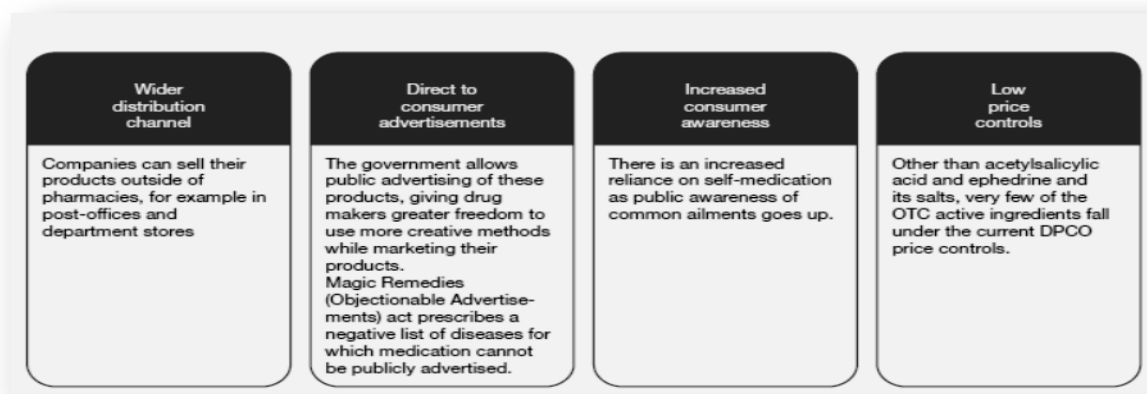 Wider
distribution
channel
Companies can sell their
products outside of
pharmacies, for example in
post-offices and
department stores
Direct to
consumer
advertisements
The government allows
public advertising of these
products, giving drug
makers greater freedom to
use more creative methods
while marketing their
products.
Magic Remedies
(Objectionable Advertise-
ments) act prescribes a
negative list of diseases for
which medication cannot
be publicly advertised.
Increased
consumer
awareness
There is an increased
reliance on self-medication
as public awareness of
common ailments goes up.
Low
price
controls
Other than acetylsalicylic
acid and ephedrine and
its salts, very few of the
OTC active ingredients fall
under the current DPCO
price controls.